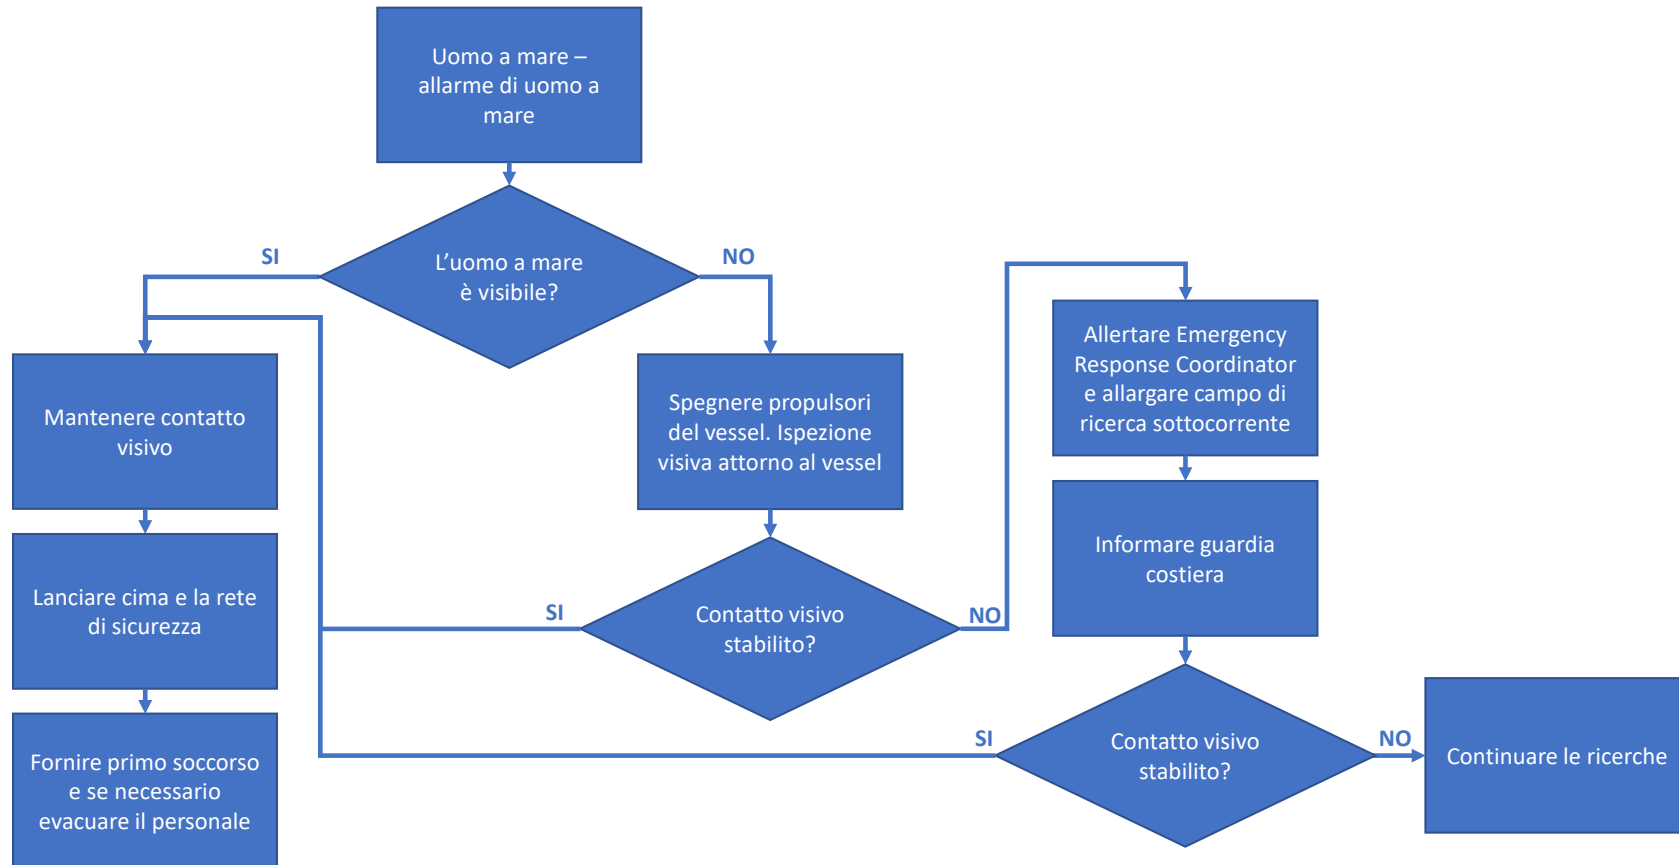 Uomo a mare –
allarme di uomo a
mare
SI
L’uomo a mare
è visibile?
NO
Mantenere contatto
visivo
Lanciare cima e la rete
di sicurezza
Fornire primo soccorso
e se necessario
evacuare il personale
Spegnere propulsori
del vessel. Ispezione
visiva attorno al vessel
SI
Contatto visivo
stabilito?
NO
Allertare Emergency
Response Coordinator
e allargare campo di
ricerca sottocorrente
Informare guardia
costiera
SI
Contatto visivo
stabilito?
NO
Continuare le ricerche